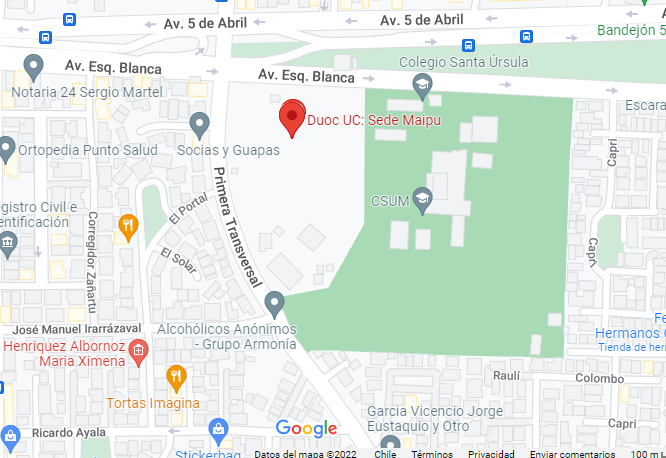 Av. 5 de Abril
Av. 5 de Abril
Bandejón 5
Av. Esq. Blanca
Av. Esq. Blanca
Colegio Santa Úrsula
Notaria 24 Sergio Martel
Escara
Duoc UC: Sede Maipu
Ortopedia Punto Salud
Socias y Guapas
Capri
Primera Transversal
El Portal
CSUM
egistro Civil e
entificación
Corregidor Zañartu
El Solar
Capri
José Manuel Irarrázaval
Alcohólicos Anónimos
- Grupo Armonía
Fe
Hermanos
Tienda de her
Henriquez Albornoz
Maria Ximena
Raulí
Colombo
Tortas Imagina
Garcia Vicencio Jorge
Eustaquio y Otro
Capri
Ricardo Ayala
Google
Stickerbag
Datos del mapa ©2022
Chile
Términos
Privacidad
Enviar comentarios
100 m